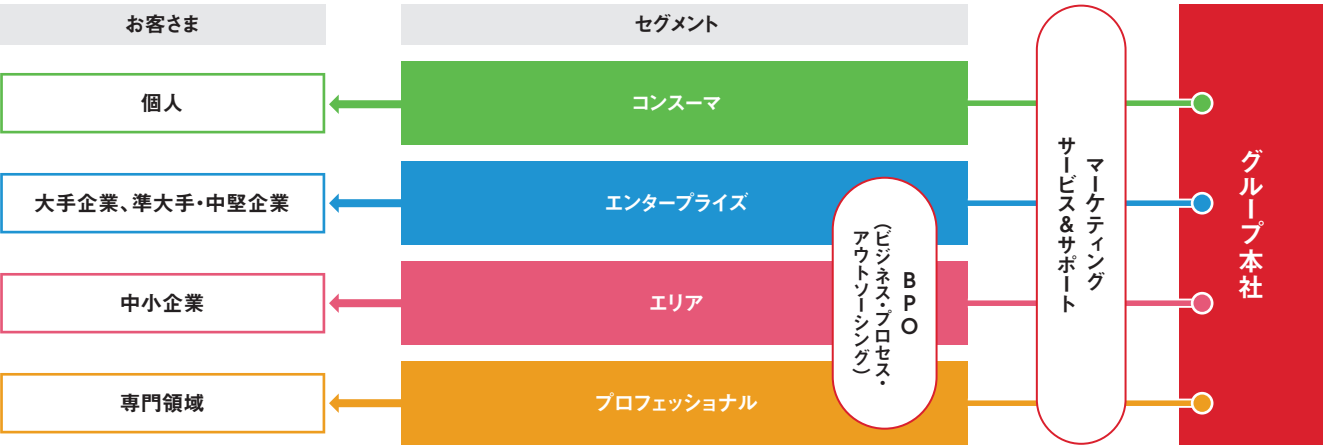 お客さま
セグメント
個人
コンスーマ
大手企業、準大手・中堅企業
エンタープライズ
中小企業
エリア
専門領域
プロフェッショナル
BPO
(ビジネス・プロセス・
アウトソーシング)
マーケティング
サービス&サポート
グループ本社